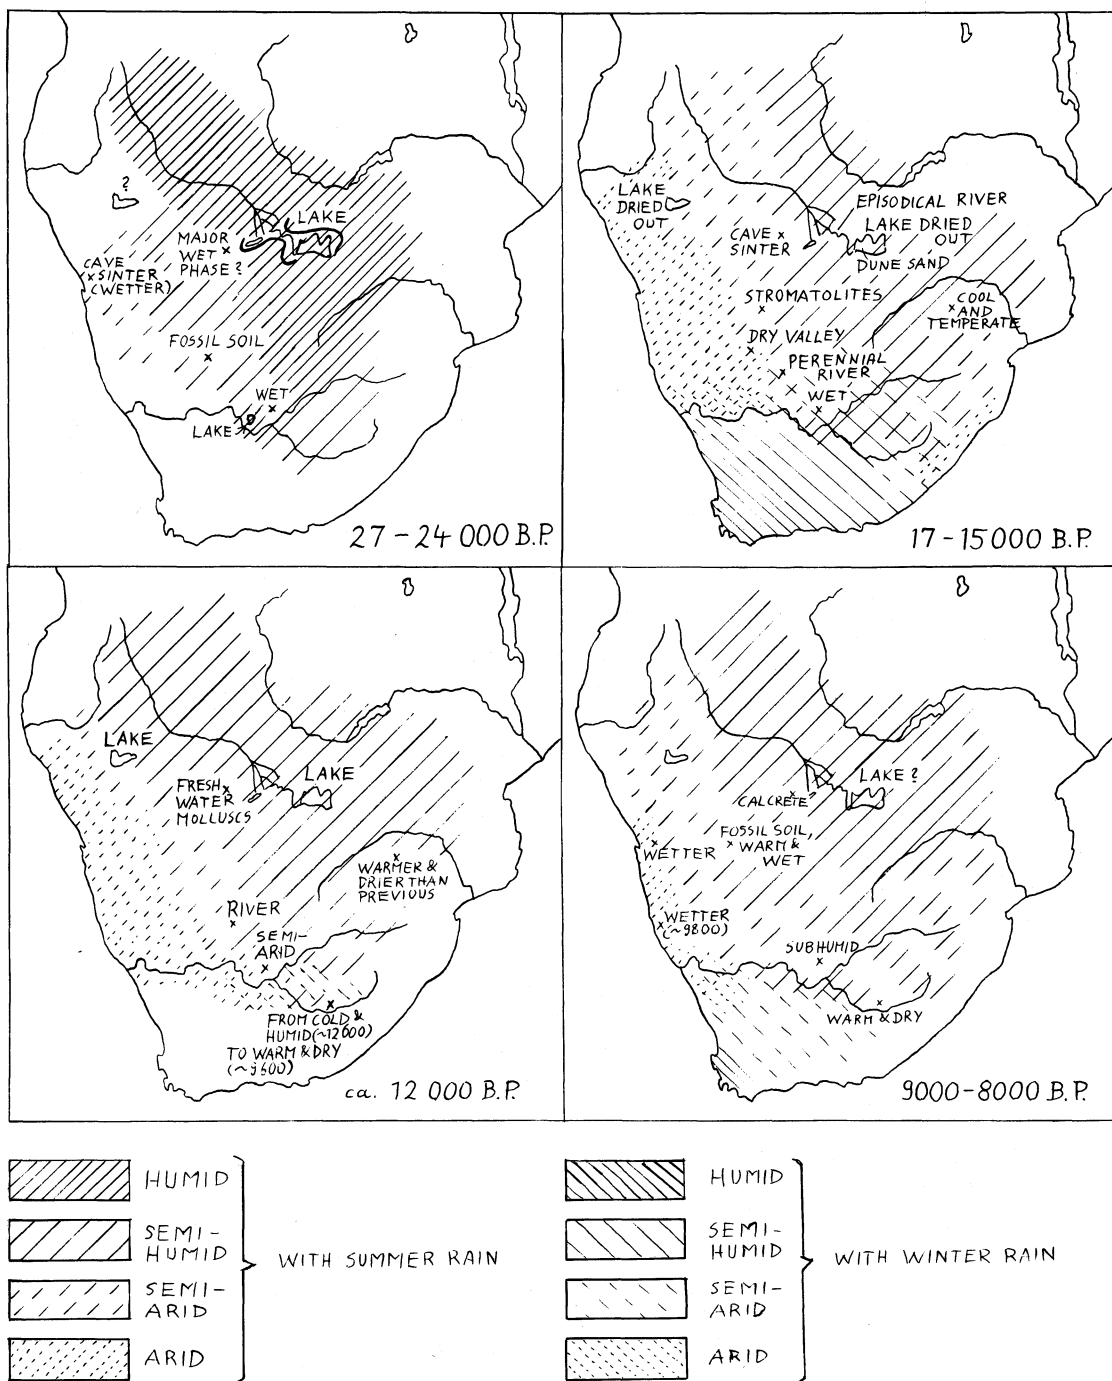 ?
LAKE
MAJOR
WET
PHASE ?
CAVE
SINTER
(WETTER)
FOSSIL SOIL
WET
LAKE
?
27 – 24 000 B.P.
LAKE
DRIED
OUT
EPISODICAL RIVER
CAVE
SINTER
LAKE DRIED
OUT
DUNE SAND
STROMATOLITES
COOL
AND
TEMPERATE
DRY VALLEY
PERENNIAL
RIVER
WET
17 – 15 000 B.P.
LAKE
LAKE
FRESH
WATER
MOLLUSCS
WARMER &
DRIER THAN
PREVIOUS
RIVER
SEMI-
ARID
FROM COLD &
HUMID (~12600)
TO WARM & DRY
(~9600)
ca. 12 000 B.P.
LAKE ?
CALCRETE
FOSSIL SOIL,
WARM &
WET
WETTER
WETTER
(~9800)
SUBHUMID
WARM & DRY
9000–8000 B.P.
HUMID
SEMI-
HUMID
SEMI-
ARID
ARID
WITH SUMMER RAIN
HUMID
SEMI-
HUMID
SEMI-
ARID
ARID
WITH WINTER RAIN